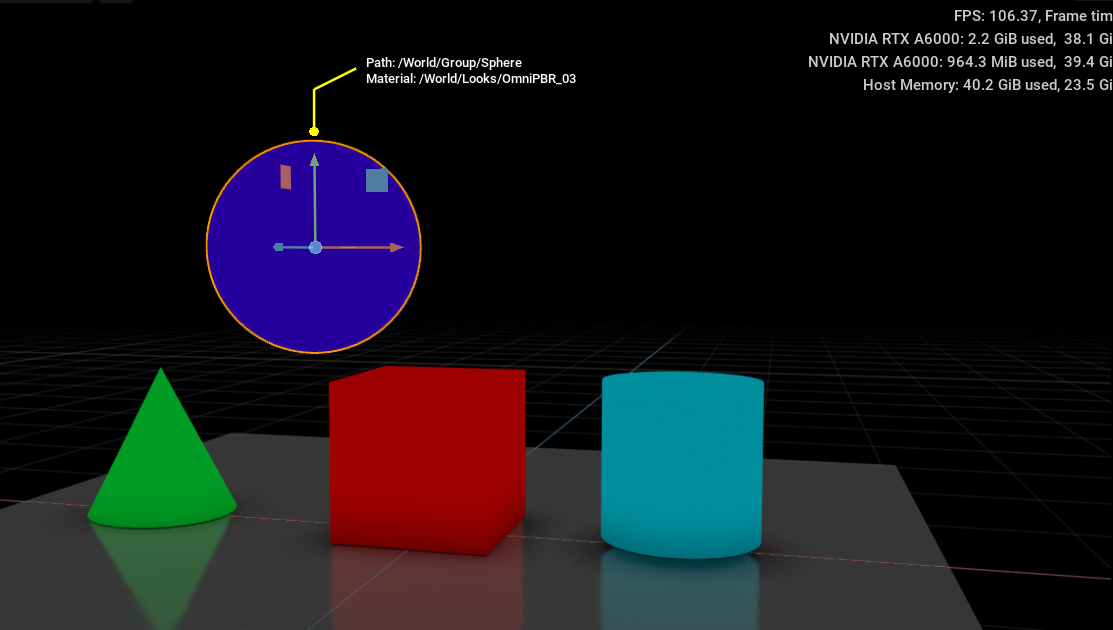 FPS: 106.37, Frame tim
NVIDIA RTX A6000: 2.2 GiB used, 38.1 Gi
NVIDIA RTX A6000: 964.3 MiB used, 39.4 Gi
Host Memory: 40.2 GiB used, 23.5 Gi
Path: /World/Group/Sphere
Material: /World/Looks/OmniPBR_03